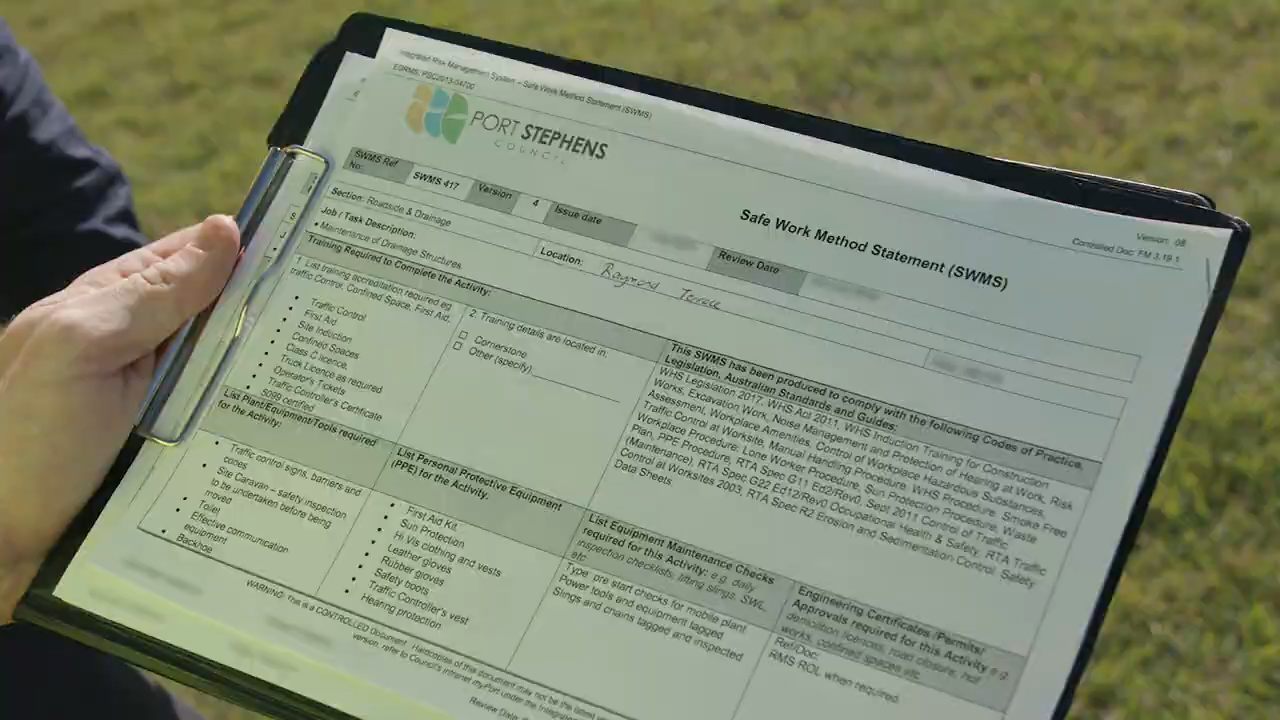 Integrated Risk Management System – Safe Work Method Statement (SWMS)
EDRMS: PSC2013-04700
PORT STEPHENS
COUNCIL
Safe Work Method Statement (SWMS)
Version: 08
Controlled Doc: FM 3.19.1
SWMS Ref No: SWMS 417 Version 4 Issue date Review Date
Section: Roadside & Drainage
Job / Task Description:
• Maintenance of Drainage Structures
Location: Raymond Terrace
Training Required to Complete the Activity:
1. List training accreditation required eg
traffic Control, Confined Space, First Aid.
• Traffic Control
• First Aid
• Site Induction
• Confined Spaces
• Class C licence,
• Truck Licence as required
• Operator's Tickets
• Traffic Controller's Certificate
5099 certified
2. Training details are located in:
☐ Cornerstone
☐ Other (specify)
This SWMS has been produced to comply with the following Codes of Practice,
Legislation, Australian Standards and Guides:
WHS Legislation 2017, WHS Act 2011, WHS Induction Training for Construction
Works, Excavation Work, Noise Management and Protection of Hearing at Work, Risk
Assessment, Workplace Amenities, Control of Workplace Hazardous Substances,
Traffic Control at Worksite, Manual Handling Procedure, WHS Procedure, Smoke Free
Workplace Procedure, Lone Worker Procedure, Sun Protection Procedure, Waste
Plan, PPE Procedure, RTA Spec G11 Ed2/Rev0, Sept 2011 Control of Traffic
(Maintenance), RTA Spec G22 Ed12/Rev0 Occupational Health & Safety, RTA Traffic
Control at Worksites 2003, RTA Spec R2 Erosion and Sedimentation Control, Safety
Data Sheets.
List Plant/Equipment/Tools required
for the Activity:
• Traffic control signs, barriers and
cones
• Site Caravan – safety inspection
to be undertaken before being
moved
• Toilet
• Effective communication
equipment
• Backhoe
List Personal Protective Equipment
(PPE) for the Activity.
• First Aid Kit
• Sun Protection
• Hi Vis clothing and vests
• Leather gloves
• Rubber gloves
• Safety boots
• Traffic Controller's vest
• Hearing protection
List Equipment Maintenance Checks
required for this Activity: e.g. daily
inspection checklists, lifting slings, SWL
etc
Type pre start checks for mobile plant
Power tools and equipment tagged
Slings and chains tagged and inspected
Engineering Certificates /Permits/
Approvals required for this Activity e.g.
demolition licences, road closure, hot
works, confined spaces etc
Ref/Doc:
RMS ROL when required.
WARNING: This is a CONTROLLED Document. Hardcopies of this document may not be the latest
version, refer to Council's intranet myPort under the
Review Date: